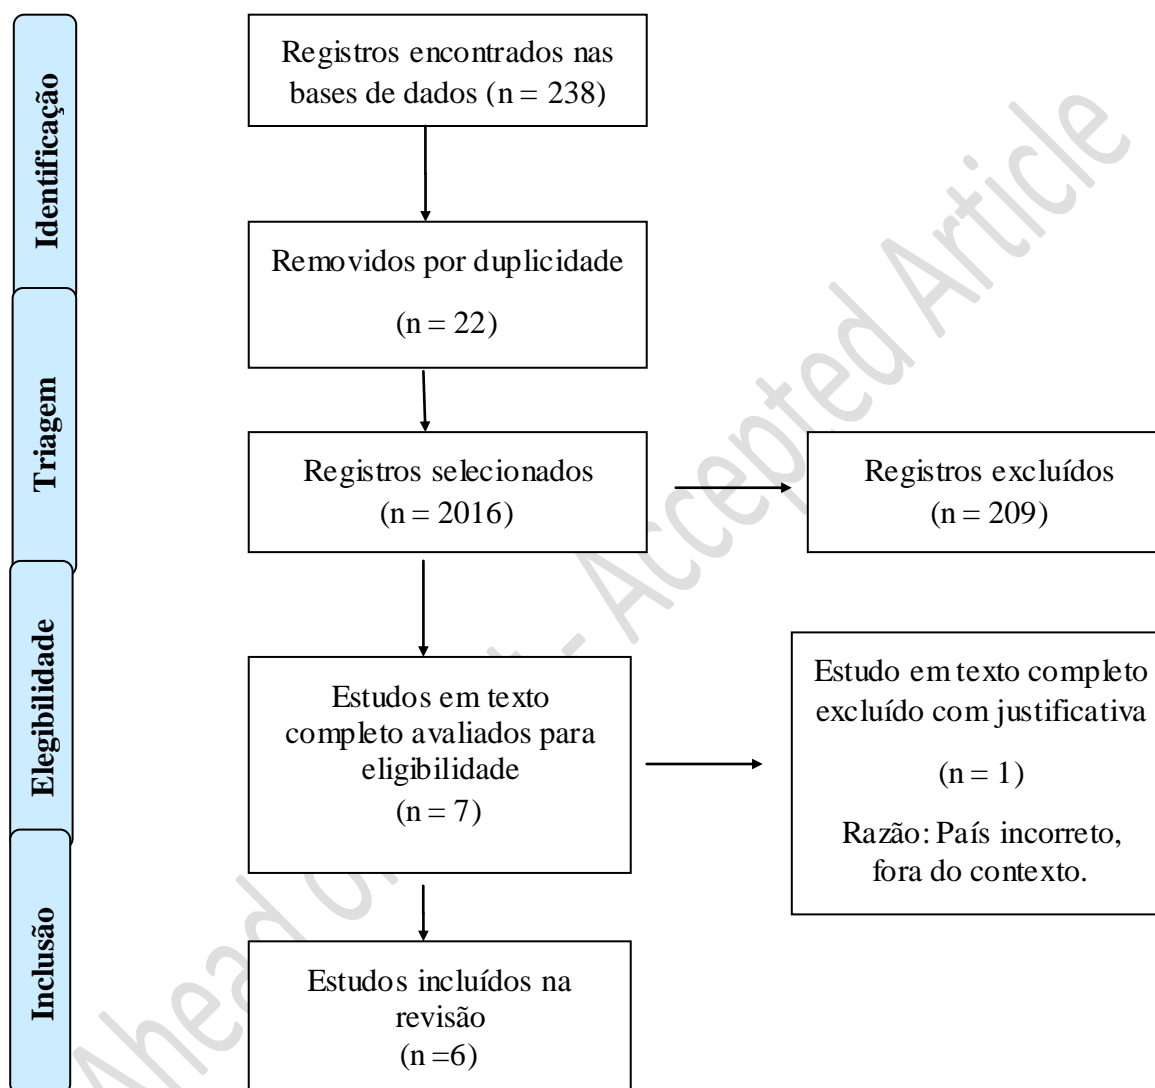 Identificação
Registros encontrados nas
bases de dados (n = 238)
Removidos por duplicidade
(n = 22)
Triagem
Registros selecionados
(n = 2016)
Registros excluídos
(n = 209)
Elegibilidade
Estudos em texto
completo avaliados para
eligibilidade
(n = 7)
Estudo em texto completo
excluído com justificativa
(n = 1)
Razão: País incorreto,
fora do contexto.
Inclusão
Estudos incluídos na
revisão
(n =6)
Ahead - Accepted Article